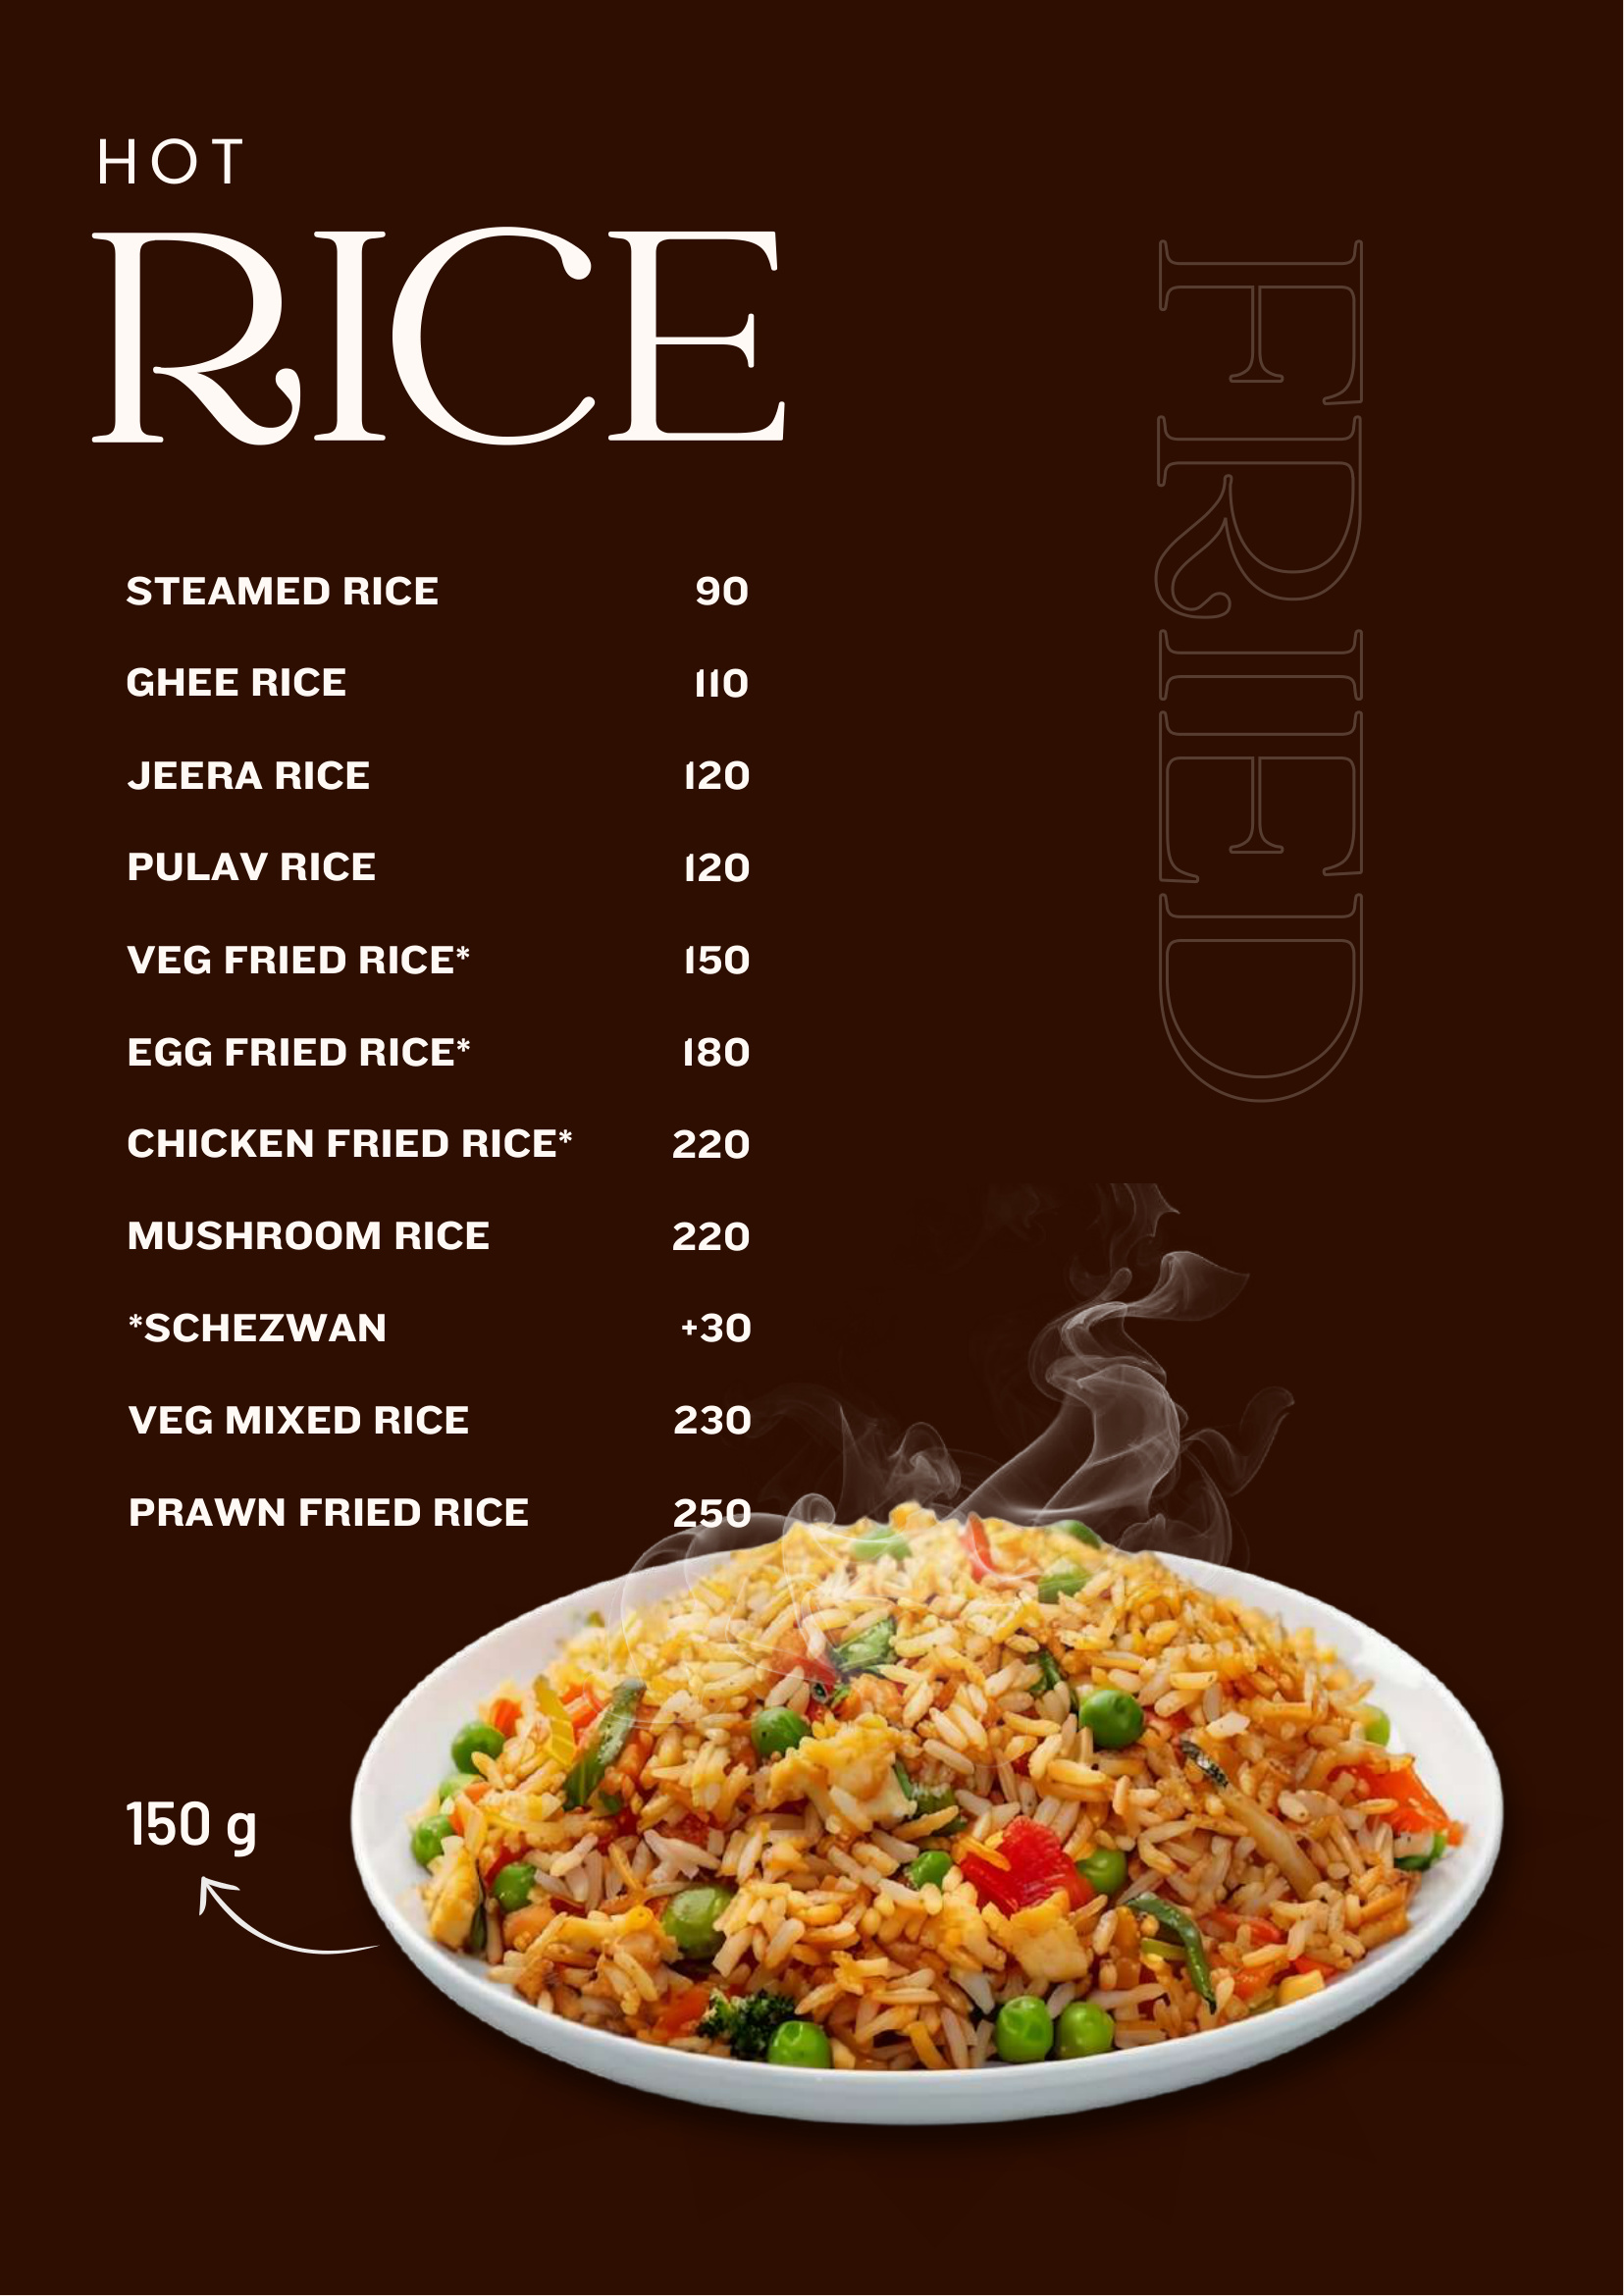 HOT
RICE
FRIED
STEAMED RICE 90
GHEE RICE 110
JEERA RICE 120
PULAV RICE 120
VEG FRIED RICE* 150
EGG FRIED RICE* 180
CHICKEN FRIED RICE* 220
MUSHROOM RICE 220
*SCHEZWAN +30
VEG MIXED RICE 230
PRAWN FRIED RICE 250
150 g